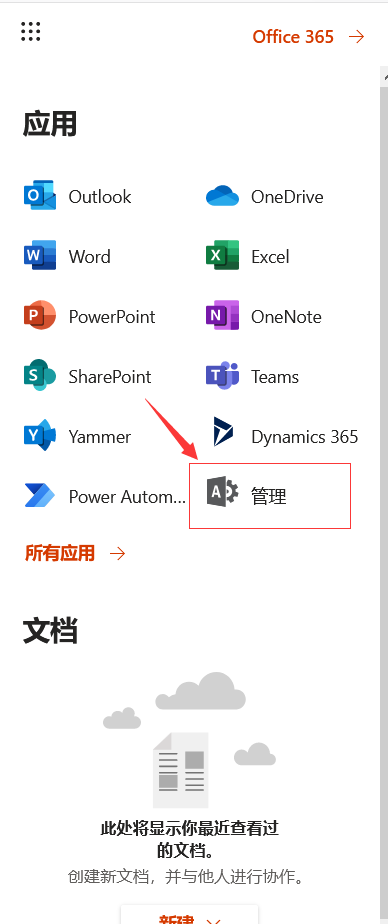 Office 365
应用
Outlook
OneDrive
Word
Excel
PowerPoint
OneNote
SharePoint
Teams
Yammer
Dynamics 365
Power Autom...
管理
所有应用
文档
此处将显示你最近查看过
的文档。
创建新文档，并与他人进行协作。
新建